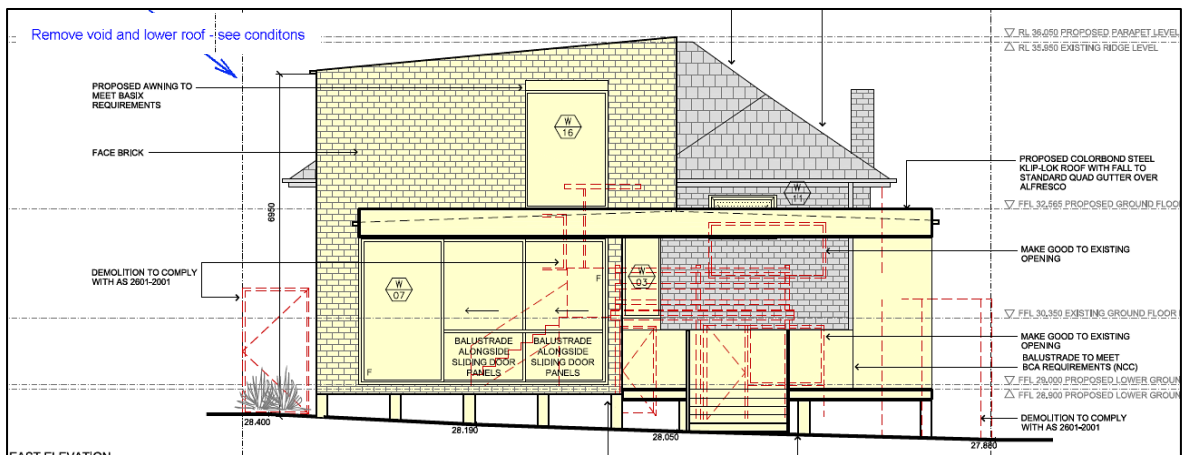 Remove void and lower roof - see conditons
RL 36,050 PROPOSED PARAPET LEVEL
RL 35,950 EXISTING RIDGE LEVEL
PROPOSED AWNING TO
MEET BASIX
REQUIREMENTS
W
16
FACE BRICK
PROPOSED COLORBOND STEEL
KLIP-LOK ROOF WITH FALL TO
STANDARD QUAD GUTTER OVER
ALFRESCO
W
6950
FFL 32,565 PROPOSED GROUND FLOO
MAKE GOOD TO EXISTING
OPENING
DEMOLITION TO COMPLY
WITH AS 2601-2001
W
07
F
W
03
FFL 30,350 EXISTING GROUND FLOOR
MAKE GOOD TO EXISTING
OPENING
BALUSTRADE
ALONGSIDE
SLIDING DOOR
PANELS
BALUSTRADE
ALONGSIDE
SLIDING DOOR
PANELS
F
BALUSTRADE TO MEET
BCA REQUIREMENTS (NCC)
FFL 29,000 PROPOSED LOWER GROUN
FFL 28,900 PROPOSED LOWER GROUN
DEMOLITION TO COMPLY
WITH AS 2601-2001
28.400
28.190
28.050
27.880
EAST ELEVATION